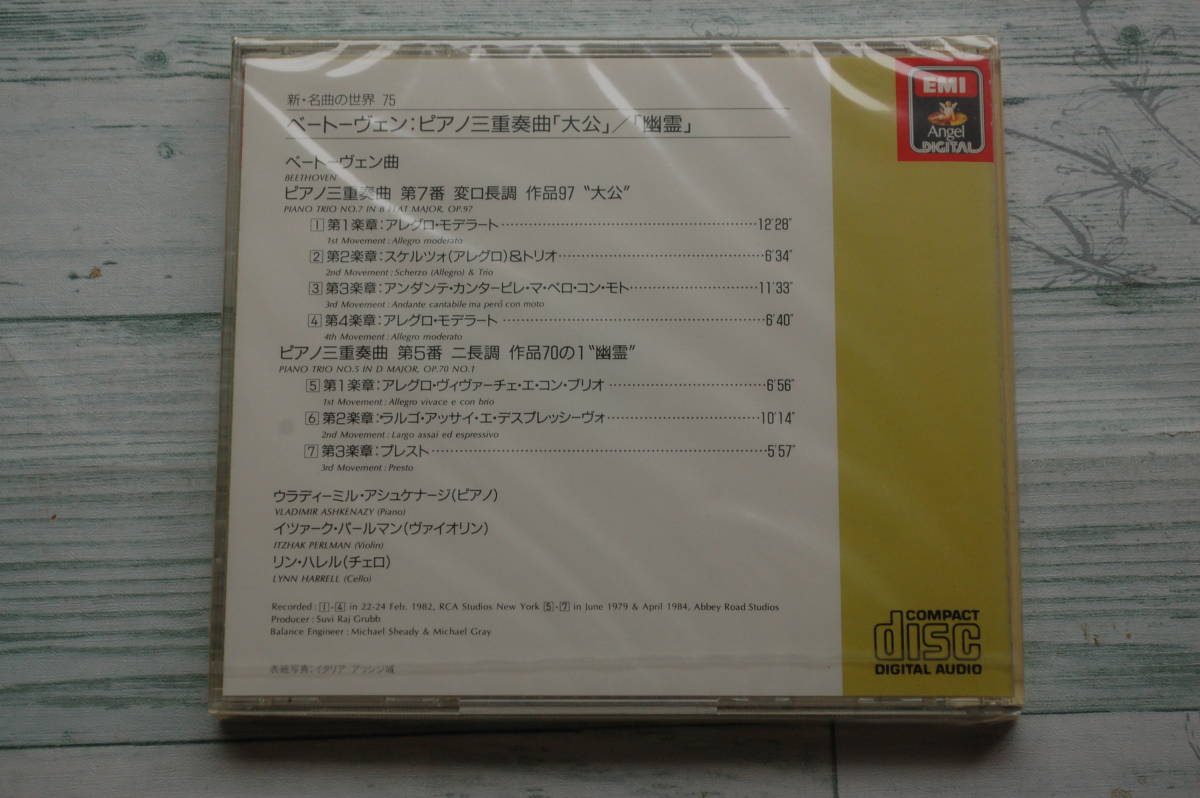 新・名曲の世界 75
ベートーヴェン:ピアノ三重奏曲「大公」/「幽霊」
ベートーヴェン曲
BEETHOVEN
ピアノ三重奏曲 第7番 変ロ長調 作品97 "大公"
PIANO TRIO NO.7 IN B FLAT MAJOR, OP.97
1 第1楽章:アレグロ・モデラート 12'28"
1st Movement : Allegro moderato
2 第2楽章:スケルツォ(アレグロ)&トリオ 6'34"
2nd Movement : Scherzo (Allegro) & Trio
3 第3楽章:アンダンテ・カンタービレ・マ・ペロ・コン・モト 11'33"
3rd Movement : Andante cantabile ma però con moto
4 第4楽章:アレグロ・モデラート 6'40"
4th Movement : Allegro moderato
ピアノ三重奏曲 第5番 ニ長調 作品70の1 "幽霊"
PIANO TRIO NO.5 IN D MAJOR, OP.70 NO.1
5 第1楽章:アレグロ・ヴィヴァーチェ・エ・コン・ブリオ 6'56"
1st Movement : Allegro vivace e con brio
6 第2楽章:ラルゴ・アッサイ・エ・デスプレッシーヴォ 10'14"
2nd Movement : Largo assai ed espressivo
7 第3楽章:プレスト 5'57"
3rd Movement : Presto
ウラディーミル・アシュケナージ(ピアノ)
VLADIMIR ASHKENAZY (Piano)
イツァーク・パールマン(ヴァイオリン)
ITZHAK PERLMAN (Violin)
リン・ハレル(チェロ)
LYNN HARRELL (Cello)
Recorded : 1-4 in 22-24 Feb. 1982, RCA Studios New York 5-7 in June 1979 & April 1984, Abbey Road Studios
Producer : Suvi Raj Grubh
Balance Engineer : Michael Sheady & Michael Gray
表紙写真:イタリア アッシジ城
EMI
Angel
DIGITAL
COMPACT
disc
DIGITAL AUDIO